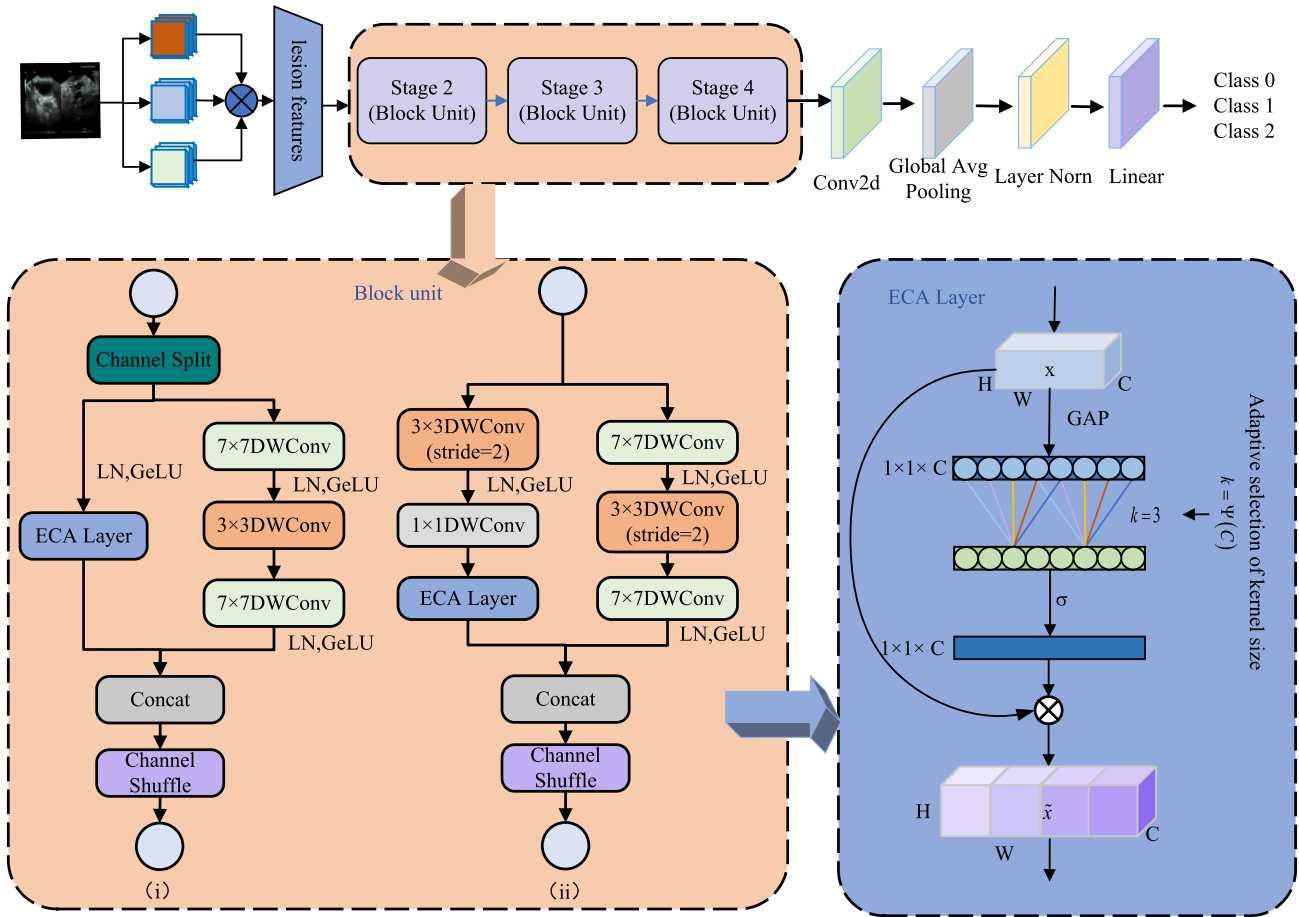 lesion features
Stage 2
(Block Unit)
Stage 3
(Block Unit)
Stage 4
(Block Unit)
Conv2d
Global Avg
Pooling
Layer Norn
Linear
Class 0
Class 1
Class 2
Block unit
Channel Split
LN,GeLU
ECA Layer
7×7DWConv
LN,GeLU
3×3DWConv
7×7DWConv
LN,GeLU
Concat
Channel
Shuffle
(i)
3×3DWConv
(stride=2)
LN,GeLU
1×1DWConv
ECA Layer
7×7DWConv
LN,GeLU
3×3DWConv
(stride=2)
7×7DWConv
LN,GeLU
Concat
Channel
Shuffle
(ii)
ECA Layer
x
H
W
C
GAP
1×1× C
k=3
Adaptive selection of kernel size
k = Ψ(C)
σ
1×1× C
H
x̃
W
C